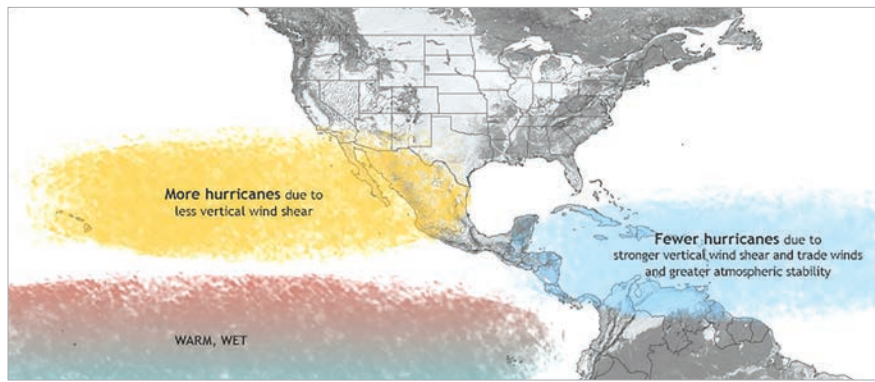 More hurricanes due to
less vertical wind shear
Fewer hurricanes due to
stronger vertical wind shear and trade winds
and greater atmospheric stability
WARM, WET